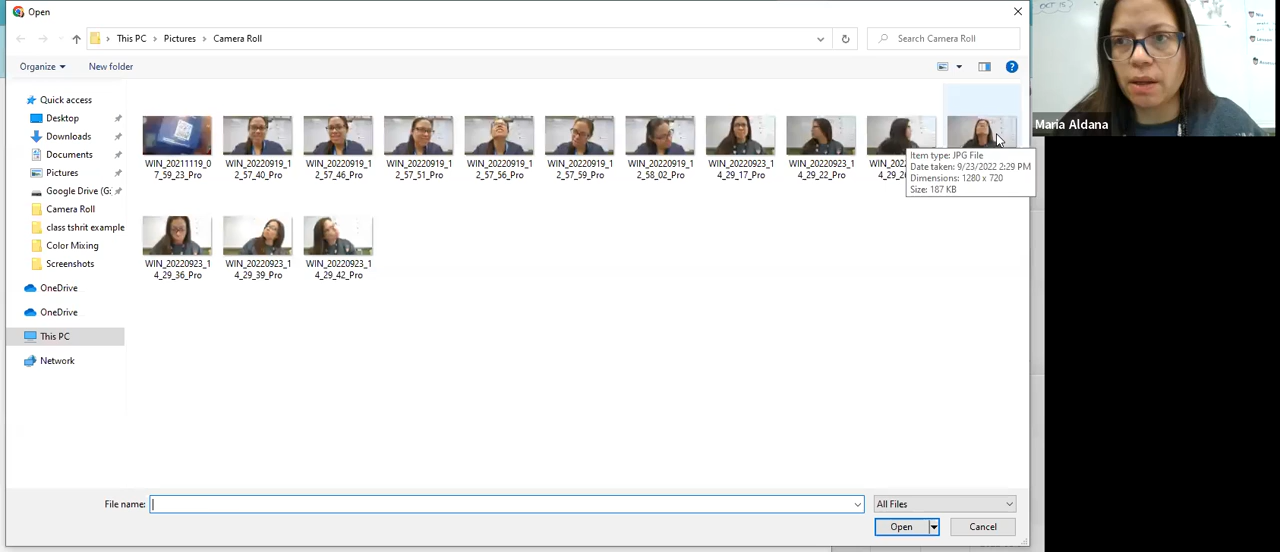 Open
This PC
Pictures
Camera Roll
Search Camera Roll
Organize
New folder
Quick access
Desktop
Downloads
Documents
Pictures
Google Drive (G:
Camera Roll
class tshrit example
Color Mixing
Screenshots
OneDrive
OneDrive
This PC
Network
WIN_20211119_0
7_59_23_Pro
WIN_20220919_1
2_57_40_Pro
WIN_20220919_1
2_57_46_Pro
WIN_20220919_1
2_57_51_Pro
WIN_20220919_1
2_57_56_Pro
WIN_20220919_1
2_57_59_Pro
WIN_20220919_1
2_58_02_Pro
WIN_20220923_1
4_29_17_Pro
WIN_20220923_1
4_29_22_Pro
Item type: JPG File
Date taken: 9/23/2022 2:29 PM
Dimensions: 1280 x 720
Size: 187 KB
WIN_20220923_1
4_29_36_Pro
WIN_20220923_1
4_29_39_Pro
WIN_20220923_1
4_29_42_Pro
File name:
All Files
Open
Cancel
Maria Aldana